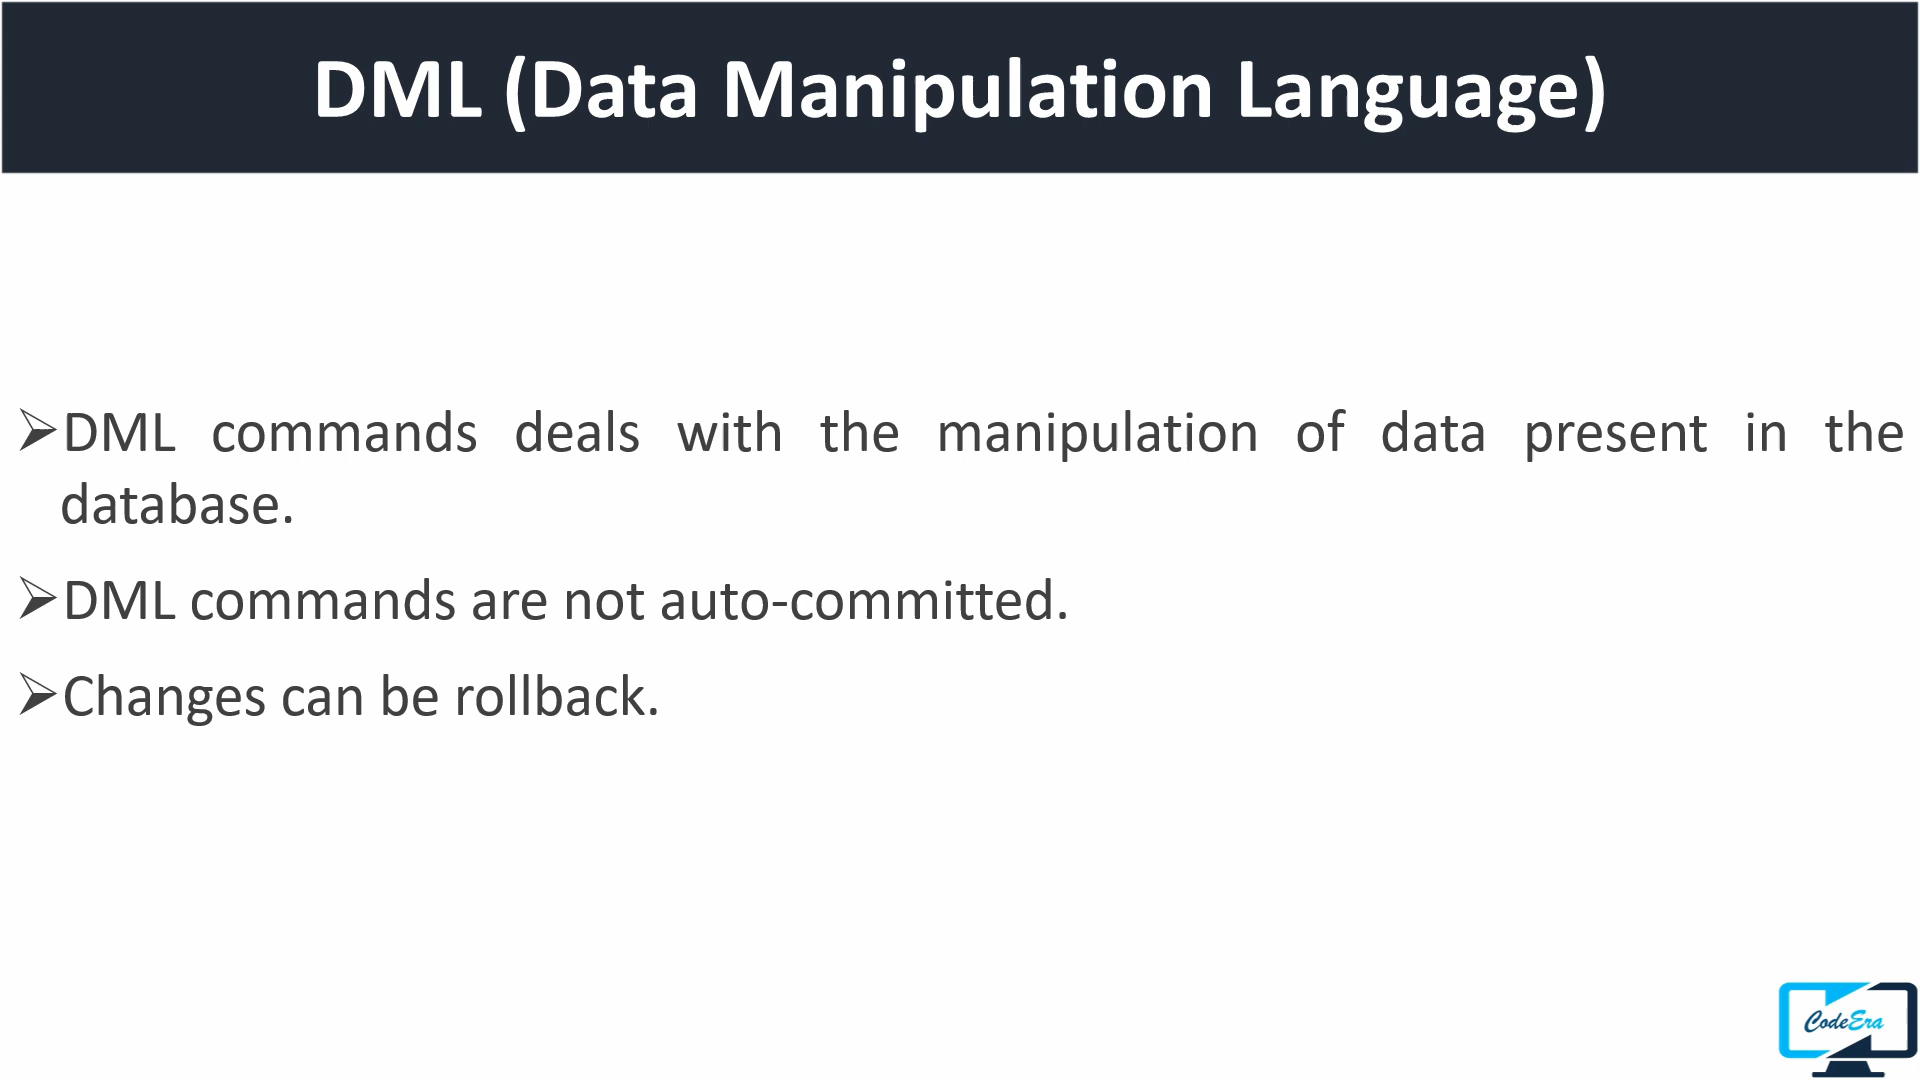 DML (Data Manipulation Language)
➢DML commands deals with the manipulation of data present in the
database.
➢DML commands are not auto-committed.
➢Changes can be rollback.
CodeEra